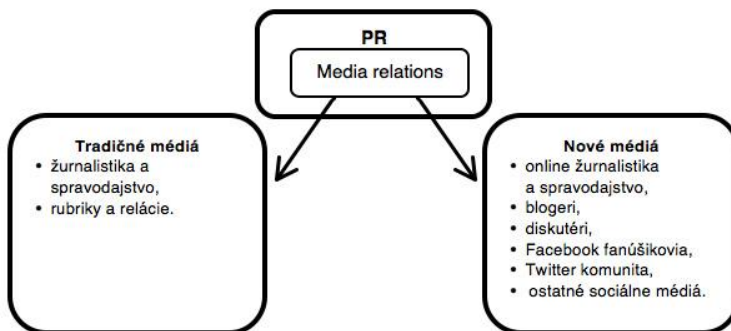 PR
Media relations
Tradičné médiá
• žurnalistika a
spravodajstvo,
• rubriky a relácie.
Nové médiá
• online žurnalistika
a spravodajstvo,
• blogeri,
• diskutéri,
• Facebook fanúšikovia,
• Twitter komunita,
• ostatné sociálne médiá.